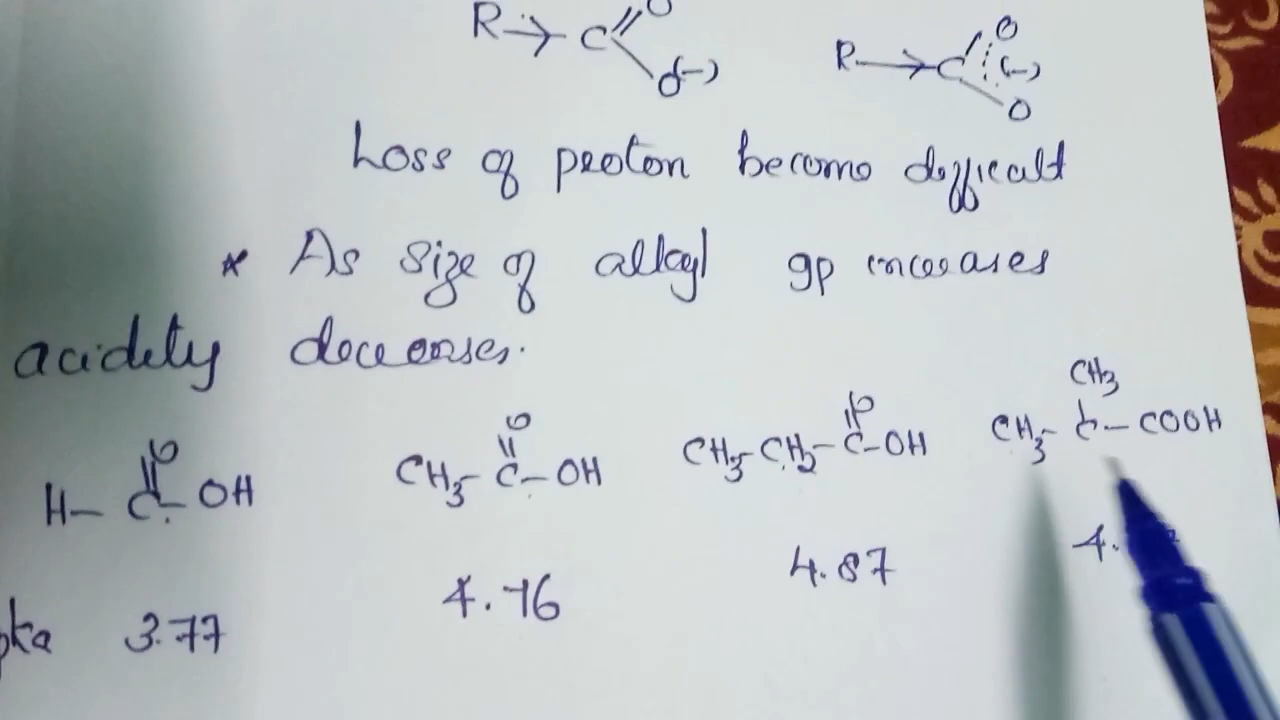 R → C O O(-)
R → C O (-) O
Loss of proton become difficult
* As size of alkyl gp increases
acidity decreases.
CH3
H- C - OH O
CH3 - C - OH O
CH3 - CH2 - C - OH O
CH3 - C - COOH
pka 3.77 4.76 4.87 4.